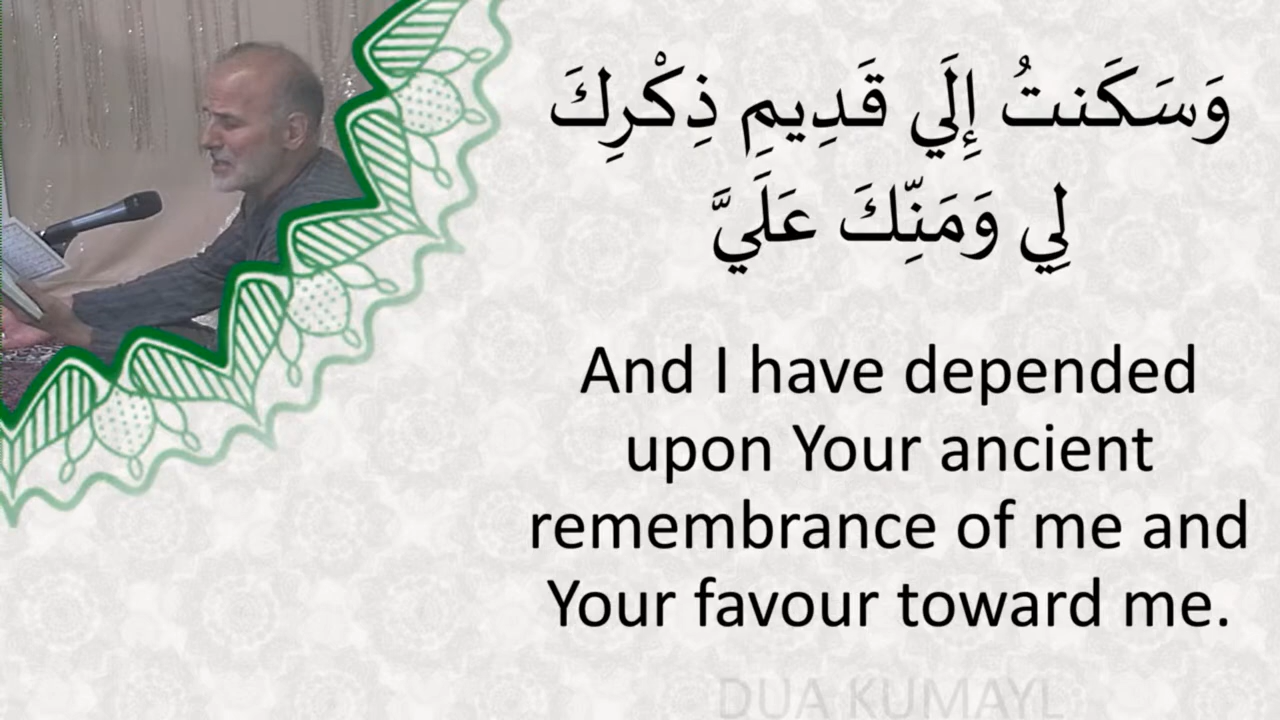 وَسَكَنتُ إِلَي قَدِيمِ ذِكْرِكَ
لِي وَمَنِّكَ عَلَيَّ
And I have depended
upon Your ancient
remembrance of me and
Your favour toward me.
DUA KUMAYL